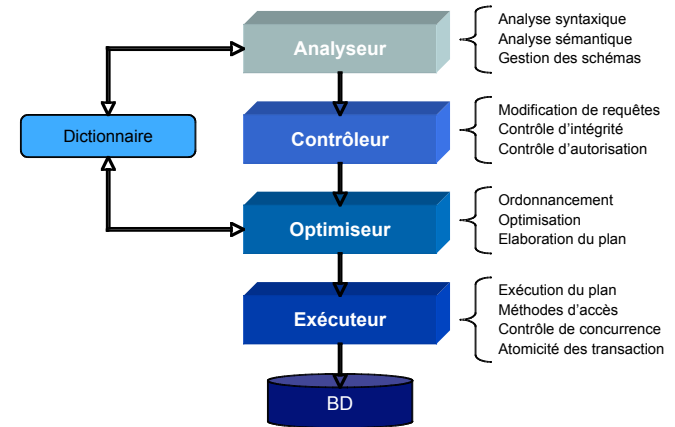 Analyseur
Analyse syntaxique
Analyse sémantique
Gestion des schémas
Dictionnaire
Contrôleur
Modification de requêtes
Contrôle d'intégrité
Contrôle d'autorisation
Optimiseur
Ordonnancement
Optimisation
Elaboration du plan
Exécuteur
Exécution du plan
Méthodes d'accès
Contrôle de concurrence
Atomicité des transaction
BD